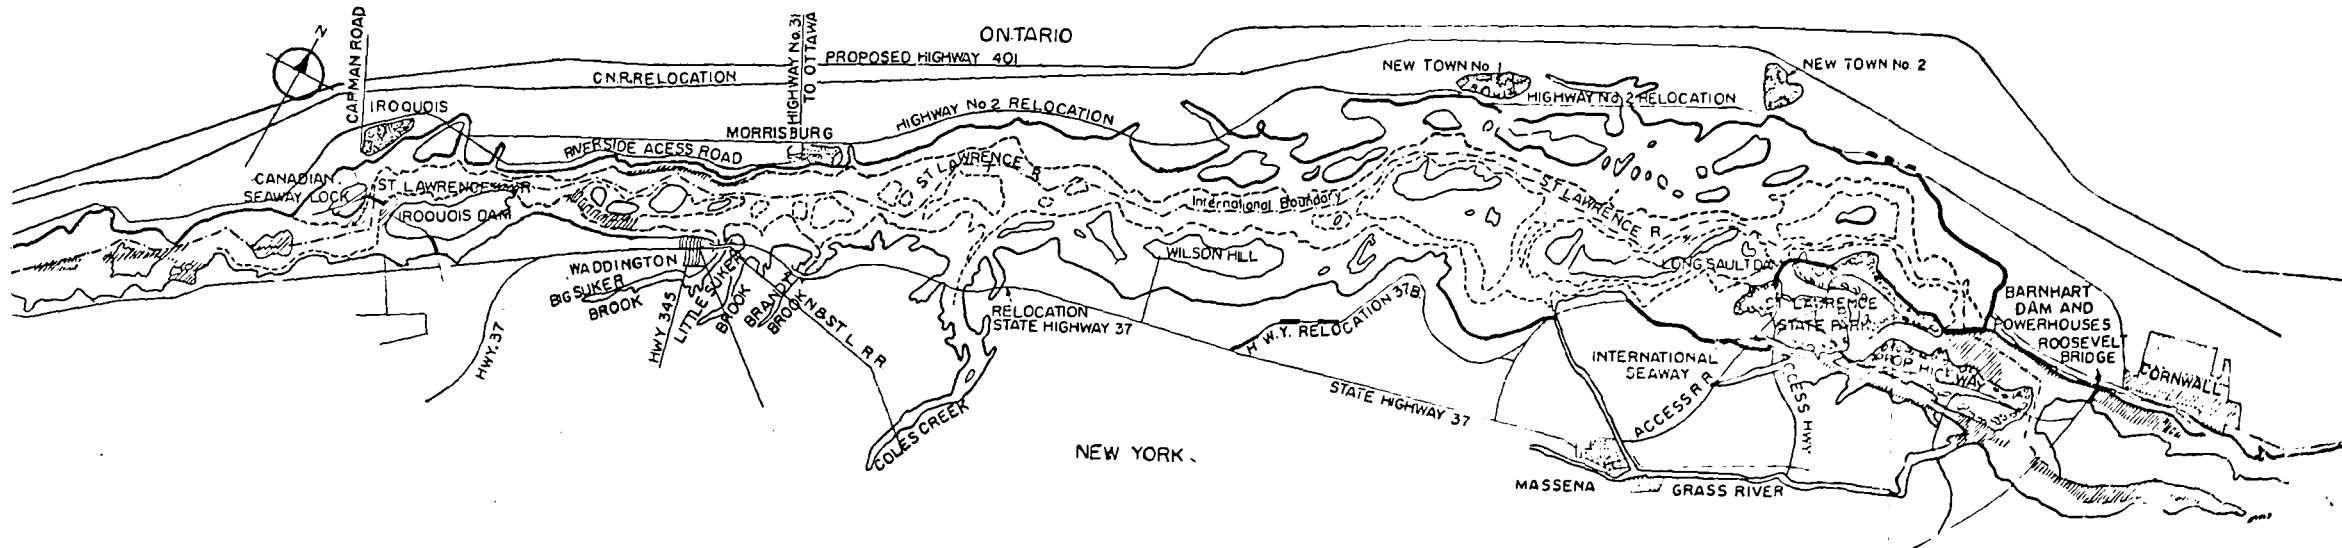 ONTARIO
PROPOSED HIGHWAY 401
C.N.R. RELOCATION
CAPMAN ROAD
HIGHWAY No. 31
TO OTTAWA
N
IROQUOIS
MORRISBURG
HIGHWAY No 2 RELOCATION
NEW TOWN No. 1
NEW TOWN No. 2
HIGHWAY No 2 RELOCATION
RIVERSIDE ACESS ROAD
CANADIAN
SEAWAY LOCK
ST. LAWRENCE
IROQUOIS DAM
ST LAWRENCE R
International Boundary
ST LAWRENCE R.
WADDINGTON
BIG SUKER
BROOK
HWY 345
LITTLE SUKER
BROOK
BRANDY
BROOK
N & ST. L. RR
HWY. 37
WILSON HILL
RELOCATION
STATE HIGHWAY 37
H.W.Y. RELOCATION 37B
STATE HIGHWAY 37
COLES CREEK
NEW YORK
LONG SAULT DAM
ST LAWRENCE
STATE PARK
BARNHART
DAM AND
POWERHOUSES
ROOSEVELT
BRIDGE
CORNWALL
INTERNATIONAL
SEAWAY
ACCESS R R
ACCESS HWY
MASSENA
GRASS RIVER